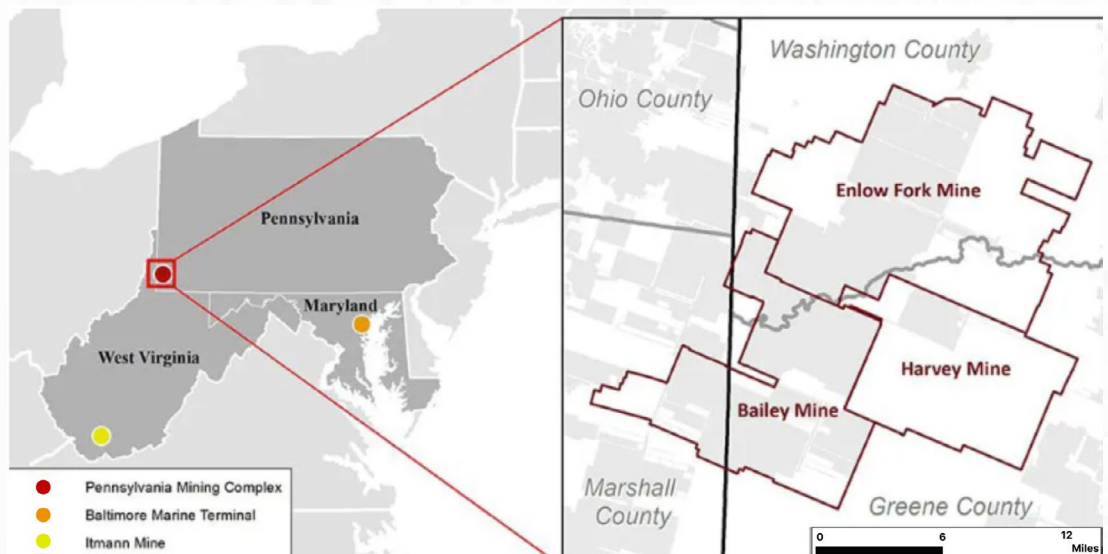 Pennsylvania
Maryland
West Virginia
Pennsylvania Mining Complex
Baltimore Marine Terminal
Itmann Mine
Washington County
Ohio County
Enlow Fork Mine
Harvey Mine
Bailey Mine
Marshall
County
Greene County
0 6 12
Miles